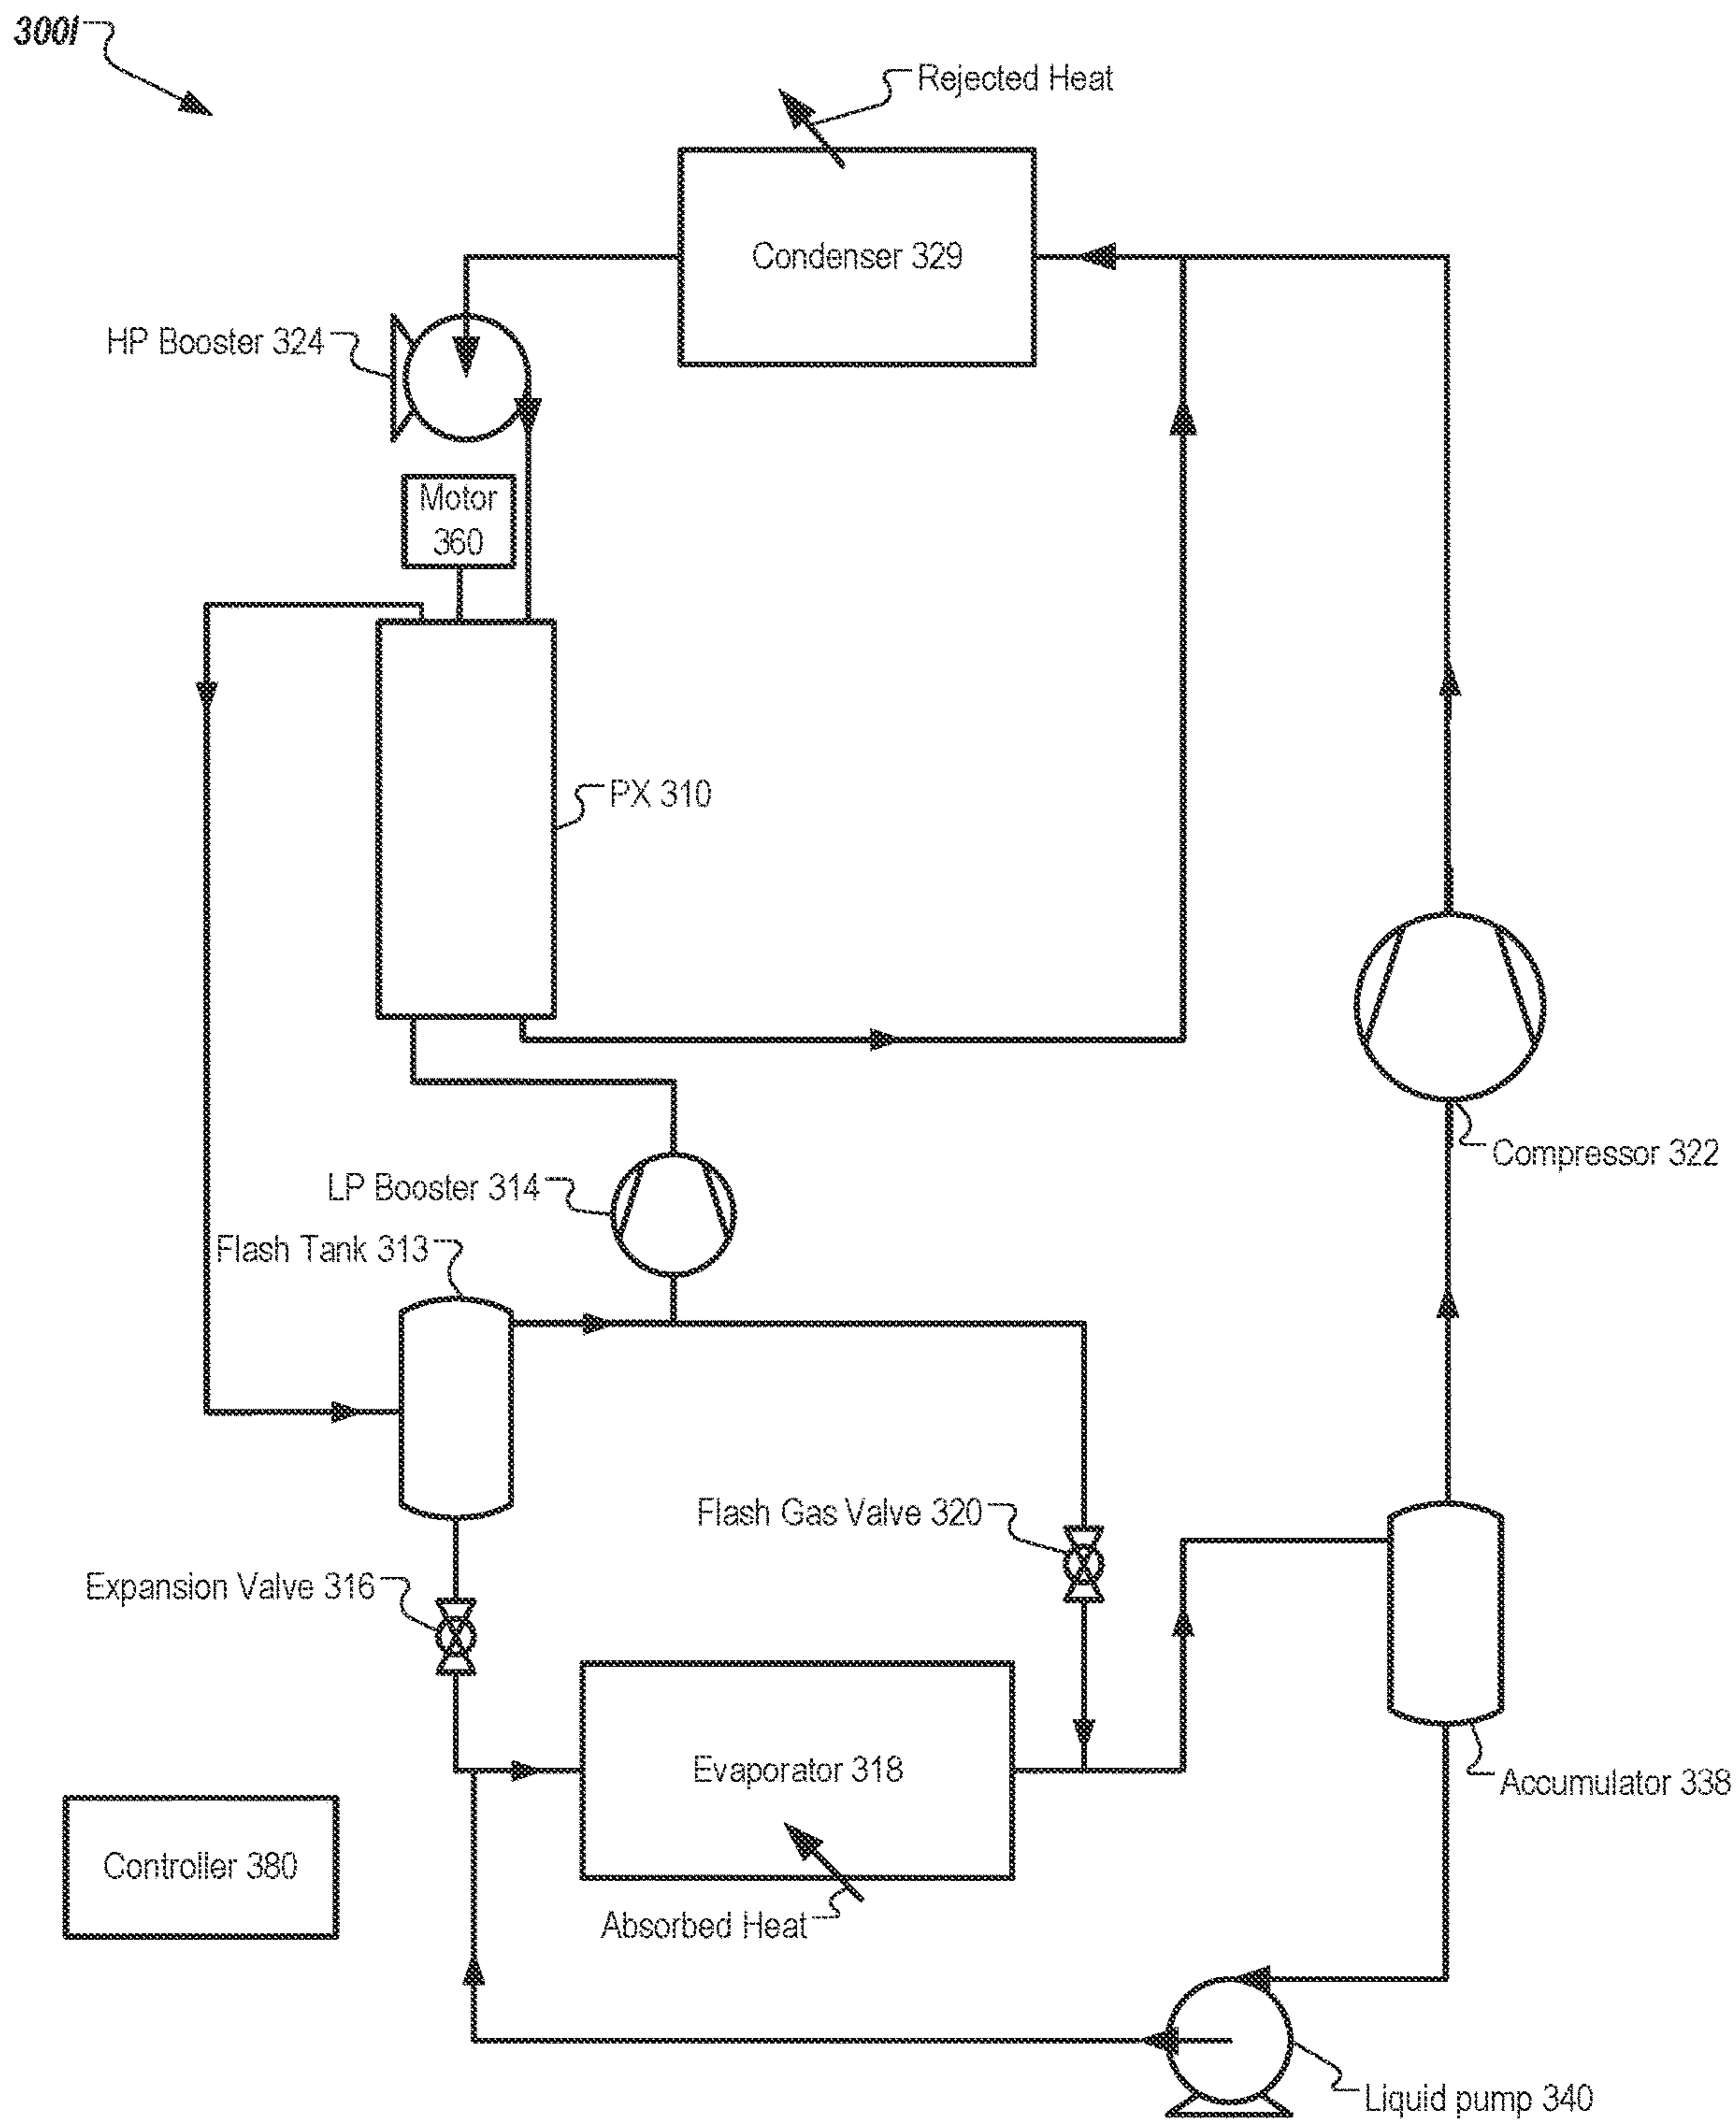 300I
Rejected Heat
Condenser 329
HP Booster 324
Motor
360
PX 310
Compressor 322
LP Booster 314
Flash Tank 313
Flash Gas Valve 320
Expansion Valve 316
Evaporator 318
Accumulator 338
Controller 380
Absorbed Heat
Liquid pump 340